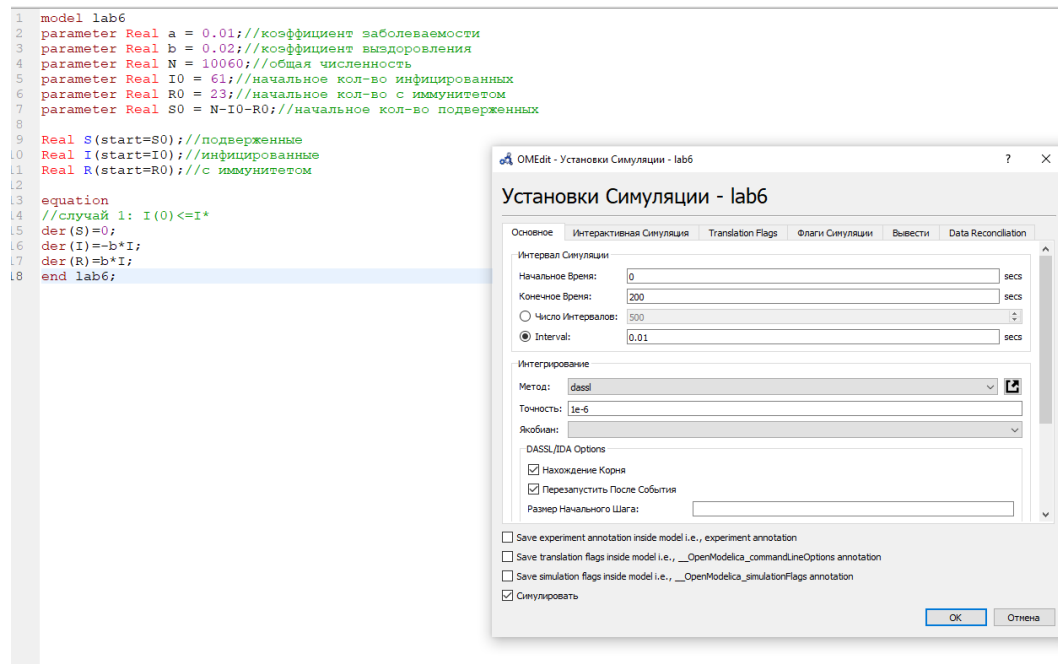 1 model lab6
2 parameter Real a = 0.01;//коэффициент заболеваемости
3 parameter Real b = 0.02;//коэффициент выздоровления
4 parameter Real N = 10060;//общая численность
5 parameter Real I0 = 61;//начальное кол-во инфицированных
6 parameter Real R0 = 23;//начальное кол-во с иммунитетом
7 parameter Real S0 = N-I0-R0;//начальное кол-во подверженных
8
9 Real S(start=S0);//подверженные
10 Real I(start=I0);//инфицированные
11 Real R(start=R0);//с иммунитетом
12
13 equation
14 //случай 1: I(0)<=I*
15 der(S)=0;
16 der(I)=-b*I;
17 der(R)=b*I;
18 end lab6;
OMEdit - Установки Симуляции - lab6 ? X
Установки Симуляции - lab6
Основное Интерактивная Симуляция Translation Flags Флаги Симуляции Вывести Data Reconciliation
Интервал Симуляции
Начальное Время: 0 secs
Конечное Время: 200 secs
Число Интервалов: 500
Interval: 0.01 secs
Интегрирование
Метод: dassl
Точность: 1e-6
Якобиан:
DASSL/IDA Options
Нахождение Корня
Перезапустить После События
Размер Начального Шага:
Save experiment annotation inside model i.e., experiment annotation
Save translation flags inside model i.e., __OpenModelica_commandLineOptions annotation
Save simulation flags inside model i.e., __OpenModelica_simulationFlags annotation
Симулировать
OK Отмена